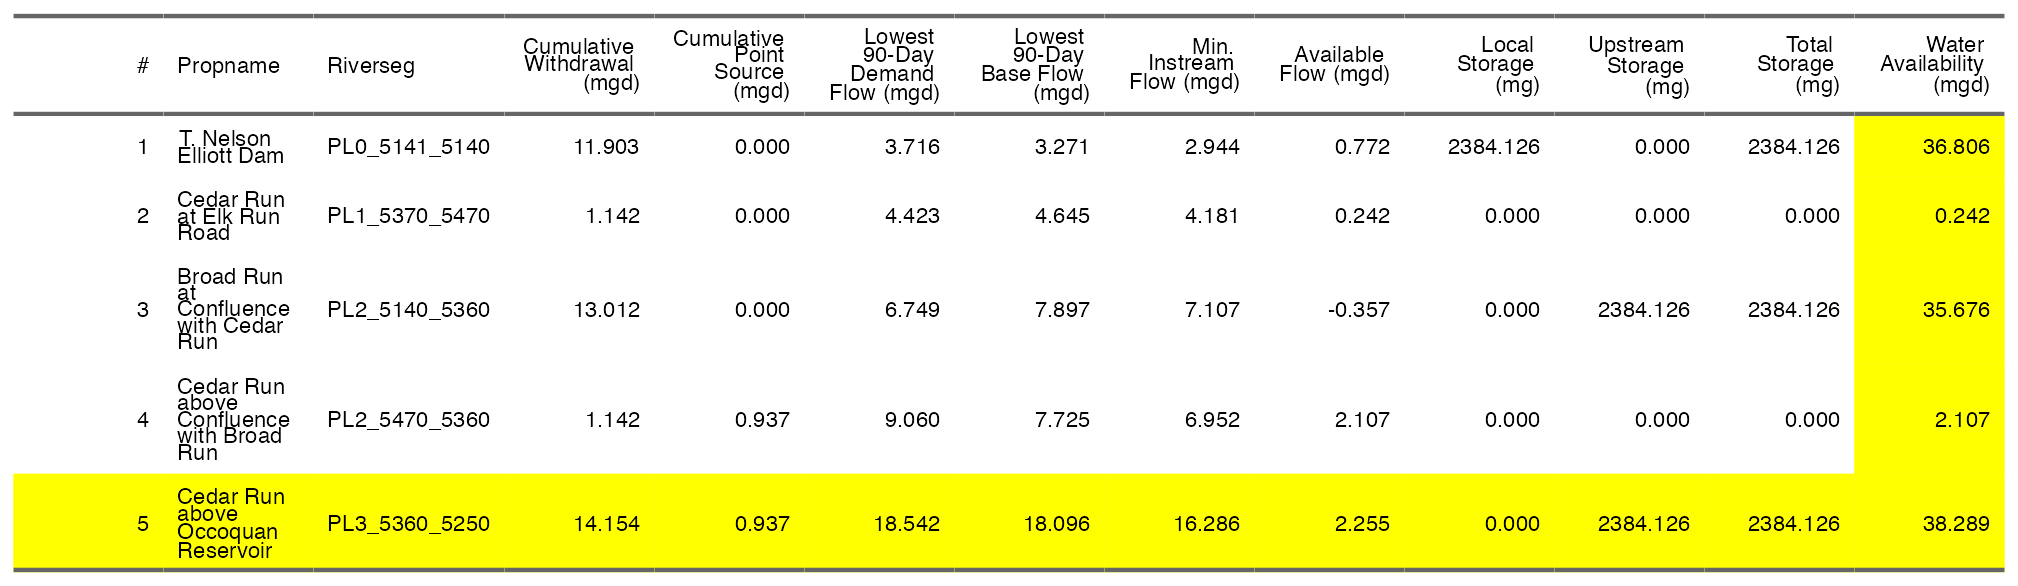 # Propname Riverseg Cumulative Withdrawal (mgd) Cumulative Point Source (mgd) Lowest 90-Day Demand Flow (mgd) Lowest 90-Day Base Flow (mgd) Min. Instream Flow (mgd) Available Flow (mgd) Local Storage (mg) Upstream Storage (mg) Total Storage (mg) Water Availability (mgd)
1 T. Nelson Elliott Dam PL0_5141_5140 11.903 0.000 3.716 3.271 2.944 0.772 2384.126 0.000 2384.126 36.806
2 Cedar Run at Elk Run Road PL1_5370_5470 1.142 0.000 4.423 4.645 4.181 0.242 0.000 0.000 0.000 0.242
3 Broad Run at Confluence with Cedar Run PL2_5140_5360 13.012 0.000 6.749 7.897 7.107 -0.357 0.000 2384.126 2384.126 35.676
4 Cedar Run above Confluence with Broad Run PL2_5470_5360 1.142 0.937 9.060 7.725 6.952 2.107 0.000 0.000 0.000 2.107
5 Cedar Run above Occoquan Reservoir PL3_5360_5250 14.154 0.937 18.542 18.096 16.286 2.255 0.000 2384.126 2384.126 38.289